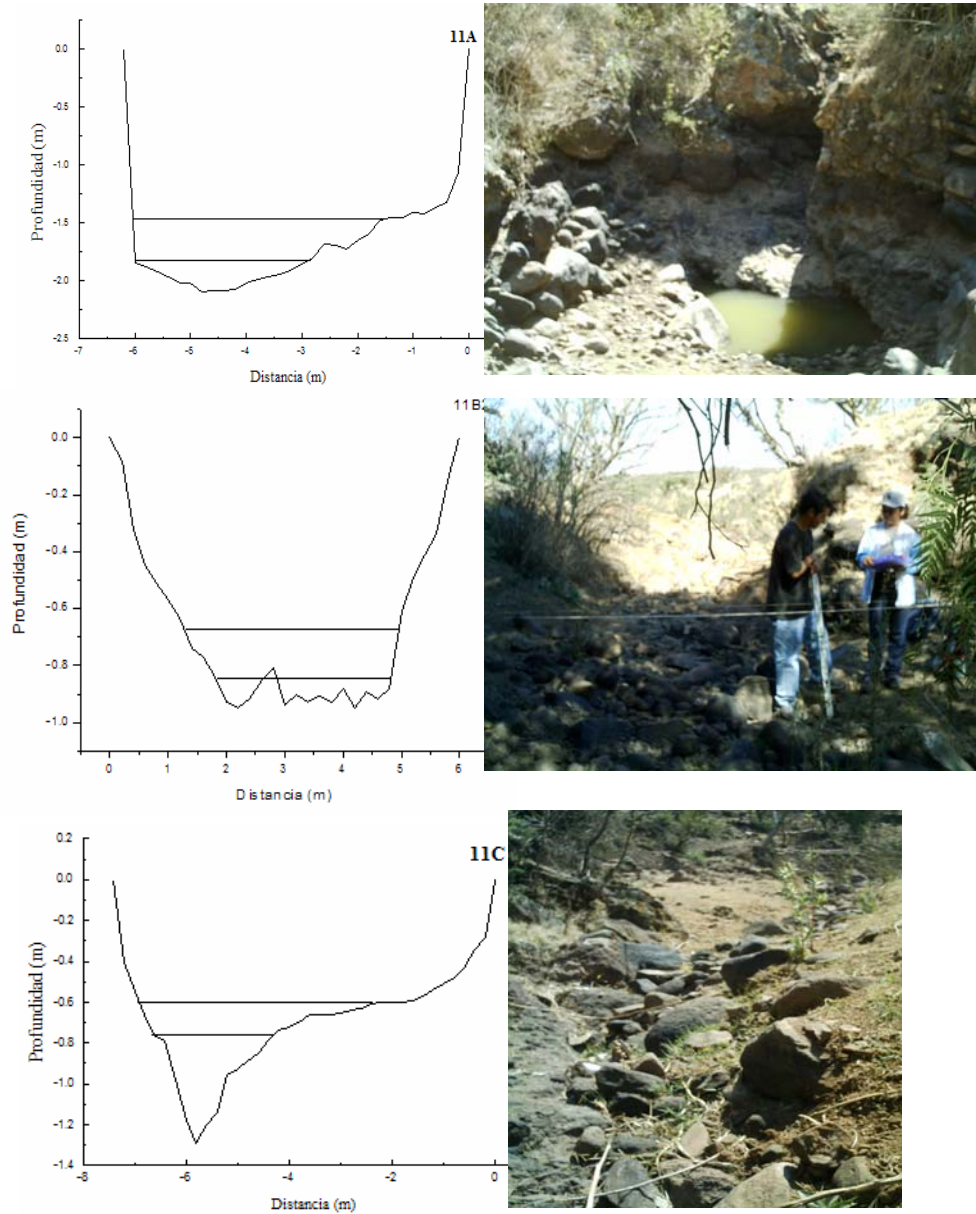 11A
0.0
-0.5
-1.0
-1.5
-2.0
-2.5
Profundidad (m)
-7 -6 -5 -4 -3 -2 -1 0
Distancia (m)
11B2
0.0
-0.2
-0.4
-0.6
-0.8
-1.0
Profundidad (m)
0 1 2 3 4 5 6
Distancia (m)
11C
0.2
0.0
-0.2
-0.4
-0.6
-0.8
-1.0
-1.2
-1.4
Profundidad (m)
-8 -6 -4 -2 0
Distancia (m)